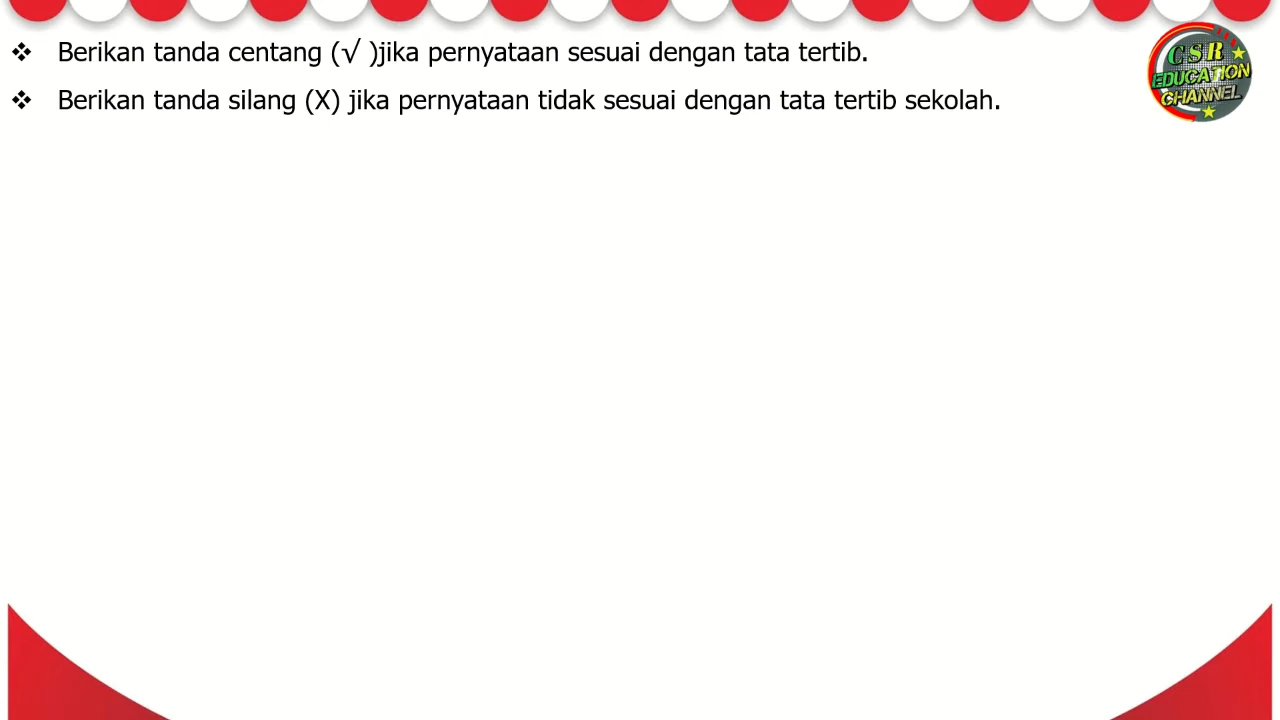 ❖ Berikan tanda centang (√ )jika pernyataan sesuai dengan tata tertib.
❖ Berikan tanda silang (X) jika pernyataan tidak sesuai dengan tata tertib sekolah.
CSR
EDUCATION
CHANNEL